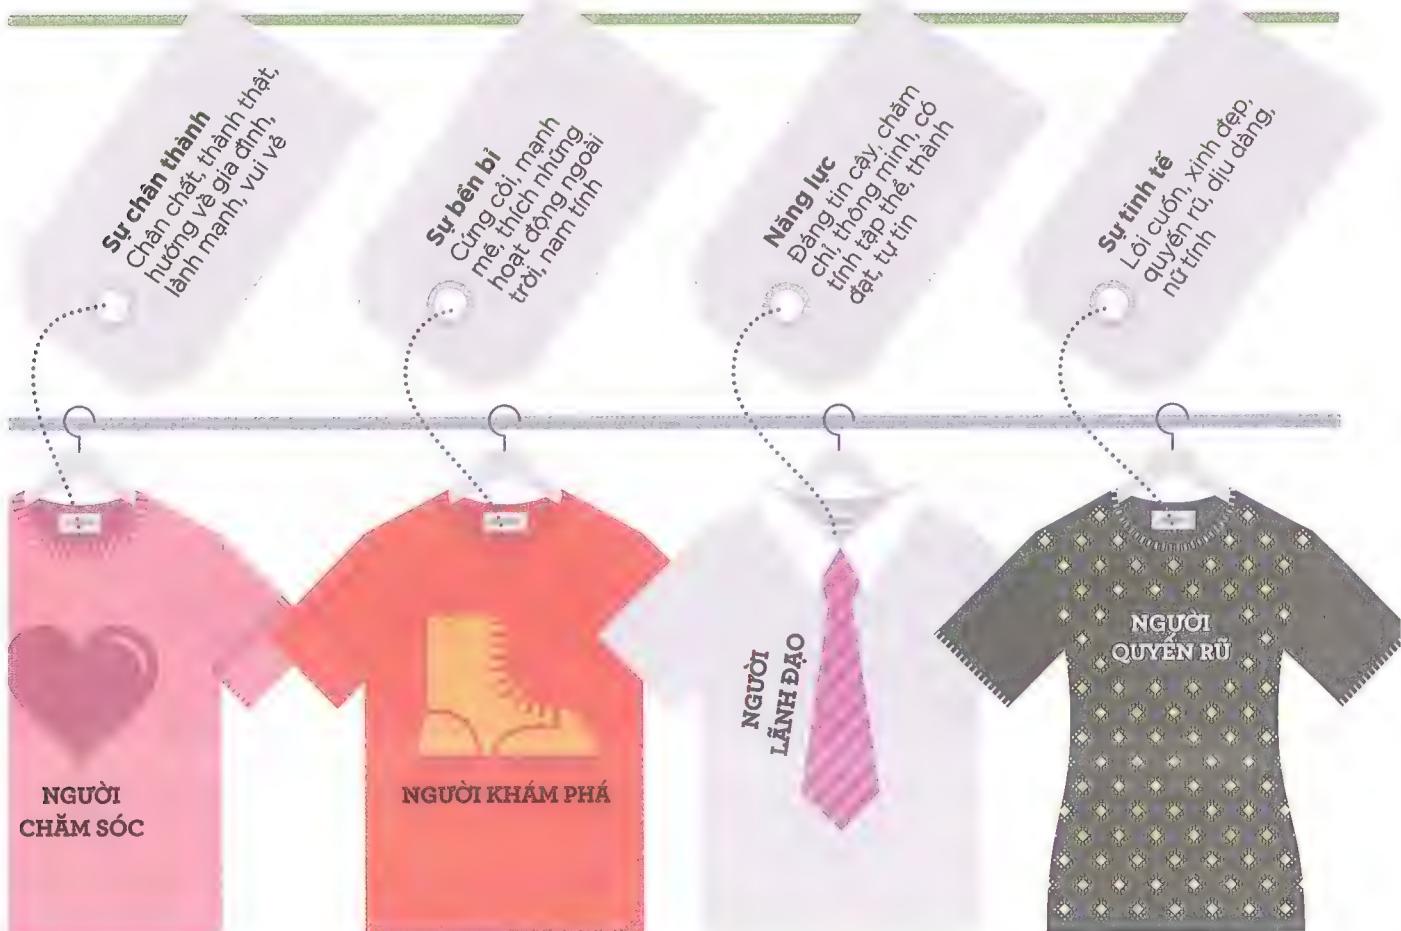 Sự chân thành
Chân chất, thành thật,
hướng về gia đình,
lành mạnh, vui vẻ
Sự bền bỉ
Cứng cỏi, mạnh
mẽ, thích những
hoạt động ngoài
trời, nam tính
Năng lực
Đáng tin cậy, chăm
chỉ, thông minh, có
tính tập thể, thành
đạt, tự tin
Sự tinh tế
Lôi cuốn, xinh đẹp,
quyến rũ, dịu dàng,
nữ tính
NGƯỜI
CHĂM SÓC
NGƯỜI KHÁM PHÁ
NGƯỜI
LÃNH ĐẠO
NGƯỜI
QUYẾN RŨ